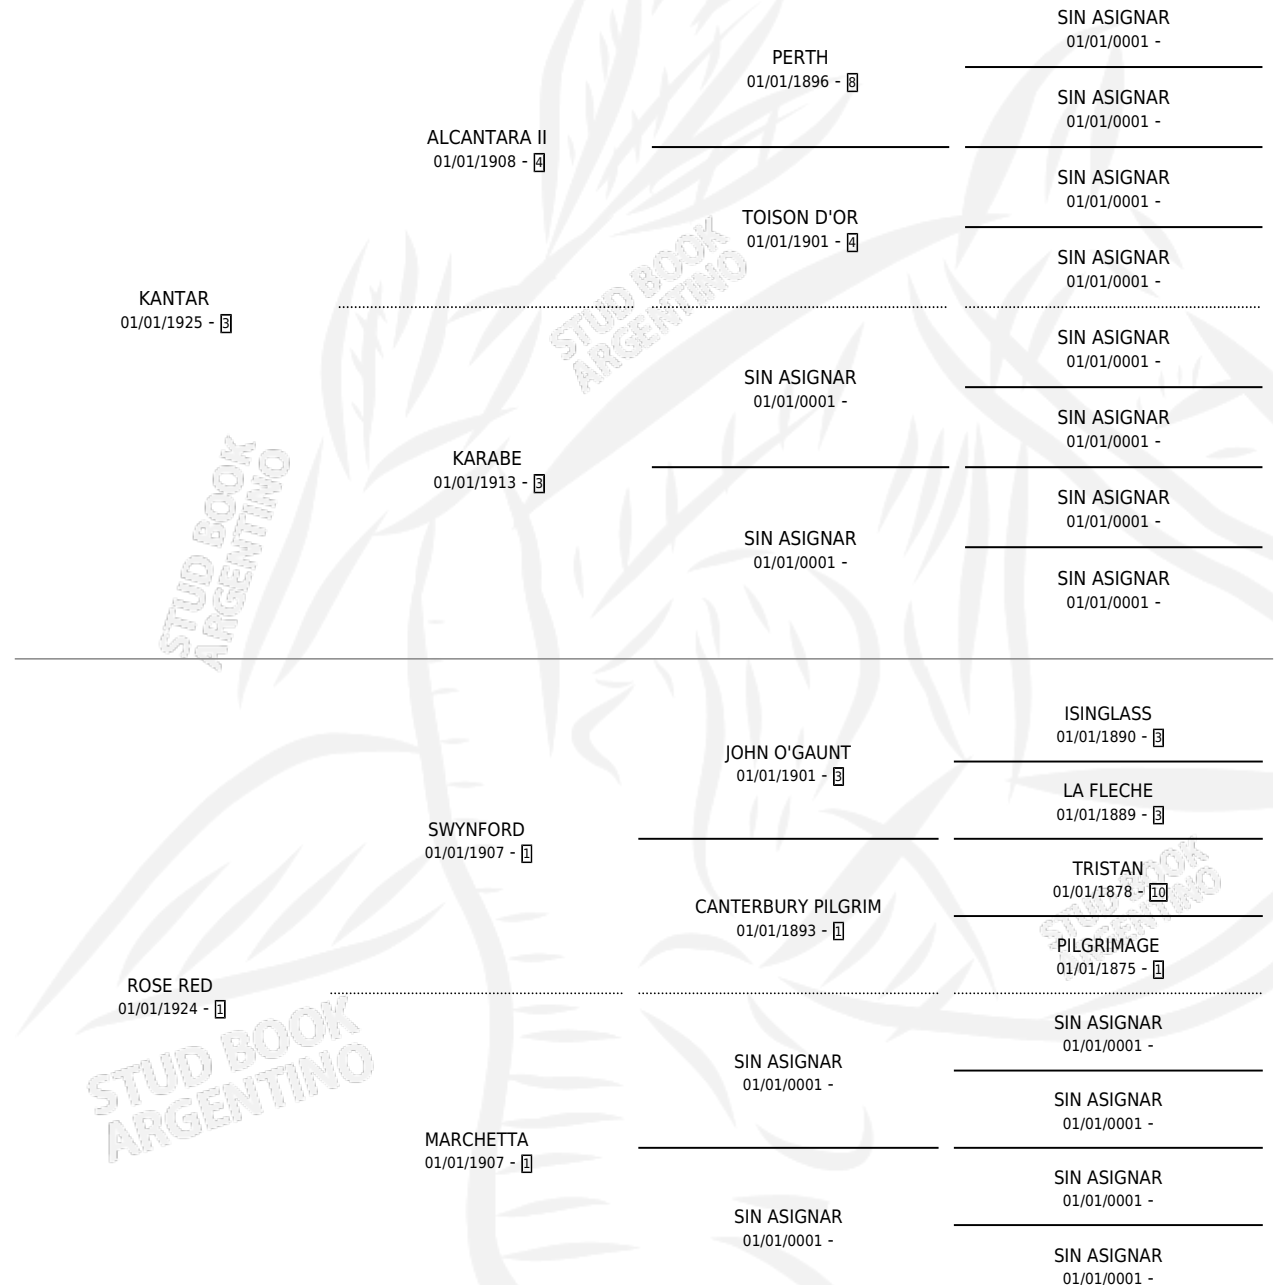 SIN ASIGNAR
01/01/0001 -
PERTH
01/01/1896 - 8
SIN ASIGNAR
01/01/0001 -
ALCANTARA II
01/01/1908 - 4
SIN ASIGNAR
01/01/0001 -
TOISON D'OR
01/01/1901 - 4
SIN ASIGNAR
01/01/0001 -
KANTAR
01/01/1925 - 3
STUD BOOK
ARGENTINO
SIN ASIGNAR
01/01/0001 -
SIN ASIGNAR
01/01/0001 -
SIN ASIGNAR
01/01/0001 -
KARABE
01/01/1913 - 3
SIN ASIGNAR
01/01/0001 -
SIN ASIGNAR
01/01/0001 -
SIN ASIGNAR
01/01/0001 -
STUD BOOK
ARGENTINO
ISINGLASS
01/01/1890 - 3
JOHN O'GAUNT
01/01/1901 - 3
LA FLECHE
01/01/1889 - 3
SWYNFORD
01/01/1907 - 1
TRISTAN
01/01/1878 - 10
CANTERBURY PILGRIM
01/01/1893 - 1
STUD BOOK
ARGENTINO
PILGRIMAGE
01/01/1875 - 1
ROSE RED
01/01/1924 - 1
STUD BOOK
ARGENTINO
SIN ASIGNAR
01/01/0001 -
SIN ASIGNAR
01/01/0001 -
SIN ASIGNAR
01/01/0001 -
MARCHETTA
01/01/1907 - 1
SIN ASIGNAR
01/01/0001 -
SIN ASIGNAR
01/01/0001 -
SIN ASIGNAR
01/01/0001 -